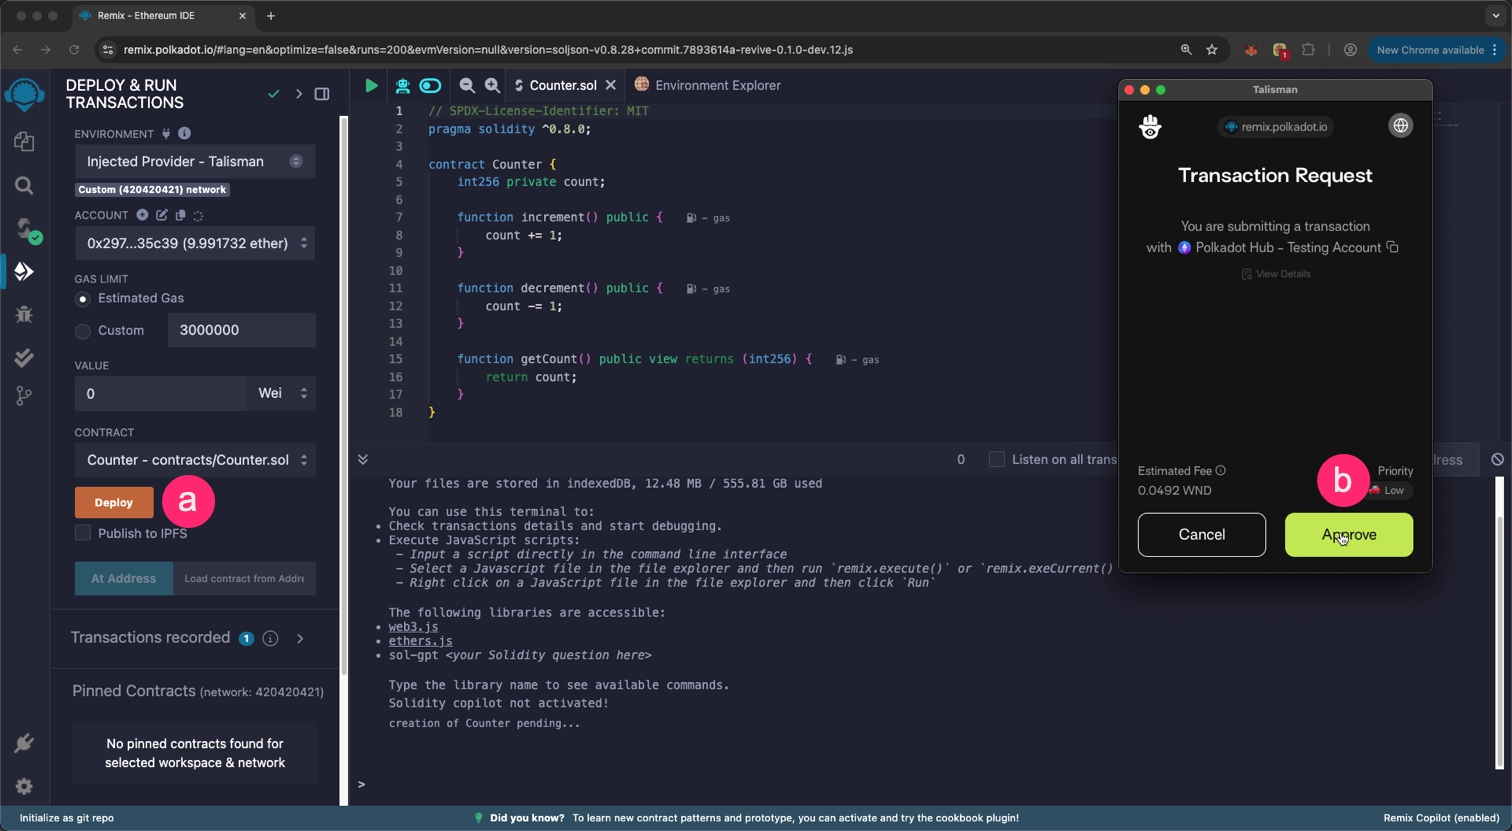 Remix - Ethereum IDE
remix.polkadot.io/#lang=en&optimize=false&runs=200&evmVersion=null&version=soljson-v0.8.28+commit.7893614a-revive-0.1.0-dev.12.js
1
New Chrome available
DEPLOY & RUN
TRANSACTIONS
ENVIRONMENT
Injected Provider - Talisman
Custom (420420421) network
ACCOUNT
0x297...35c39 (9.991732 ether)
GAS LIMIT
Estimated Gas
Custom
3000000
VALUE
0
Wei
CONTRACT
Counter - contracts/Counter.sol
Deploy
a
Publish to IPFS
At Address
Load contract from Addre
Transactions recorded 1 i
Pinned Contracts (network: 420420421)
No pinned contracts found for
selected workspace & network
Counter.sol
Environment Explorer
1 // SPDX-License-Identifier: MIT
2 pragma solidity ^0.8.0;
3
4 contract Counter {
5 int256 private count;
6
7 function increment() public { - gas
8 count += 1;
9 }
10
11 function decrement() public { - gas
12 count -= 1;
13 }
14
15 function getCount() public view returns (int256) { - gas
16 return count;
17 }
18 }
0
Listen on all trans
dress
Your files are stored in indexedDB, 12.48 MB / 555.81 GB used
You can use this terminal to:
• Check transactions details and start debugging.
• Execute JavaScript scripts:
- Input a script directly in the command line interface
- Select a Javascript file in the file explorer and then run `remix.execute()` or `remix.exeCurrent()
- Right click on a JavaScript file in the file explorer and then click `Run`
The following libraries are accessible:
• web3.js
• ethers.js
• sol-gpt <your Solidity question here>
Type the library name to see available commands.
Solidity copilot not activated!
creation of Counter pending...
>
Talisman
remix.polkadot.io
Transaction Request
You are submitting a transaction
with Polkadot Hub - Testing Account
View Details
Estimated Fee
0.0492 WND
b
Priority
Low
Cancel
Approve
Initialize as git repo
Did you know? To learn new contract patterns and prototype, you can activate and try the cookbook plugin!
Remix Copilot (enabled)